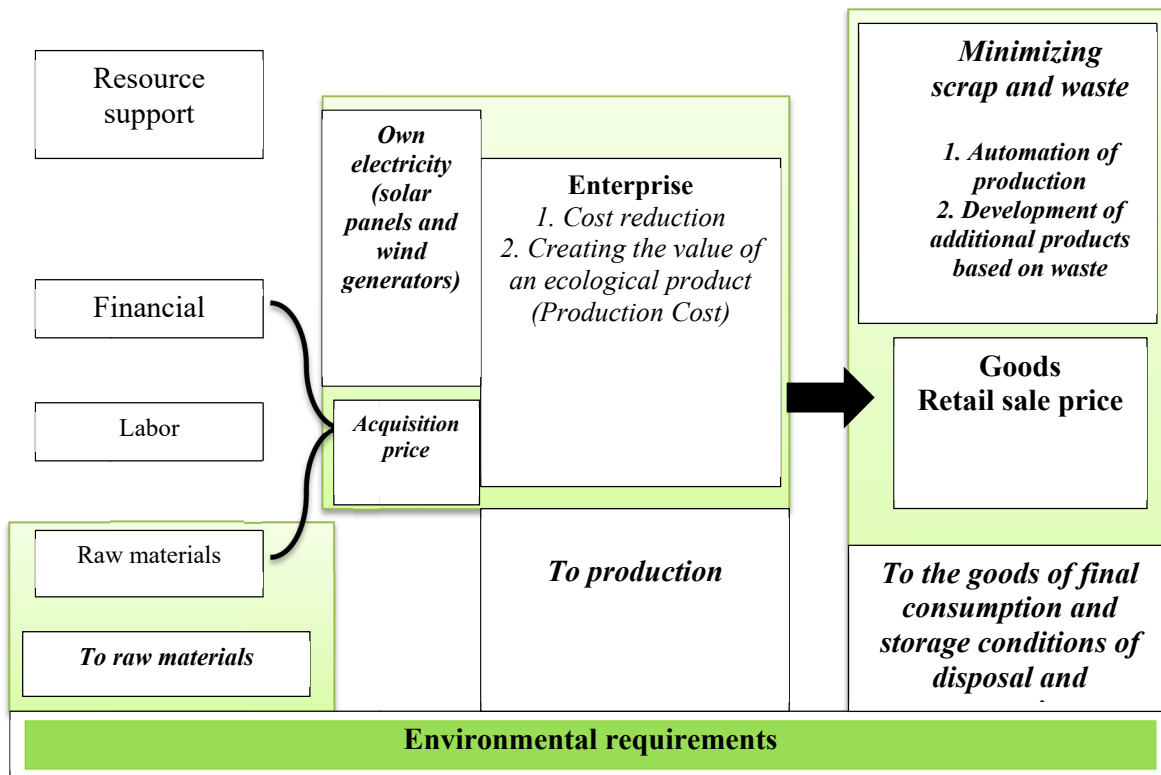 Resource
support
Financial
Labor
Raw materials
To raw materials
Own
electricity
(solar
panels and
wind
generators)
Acquisition
price
Enterprise
1. Cost reduction
2. Creating the value of
an ecological product
(Production Cost)
To production
Minimizing
scrap and waste
1. Automation of
production
2. Development of
additional products
based on waste
Goods
Retail sale price
To the goods of final
consumption and
storage conditions of
disposal and
Environmental requirements